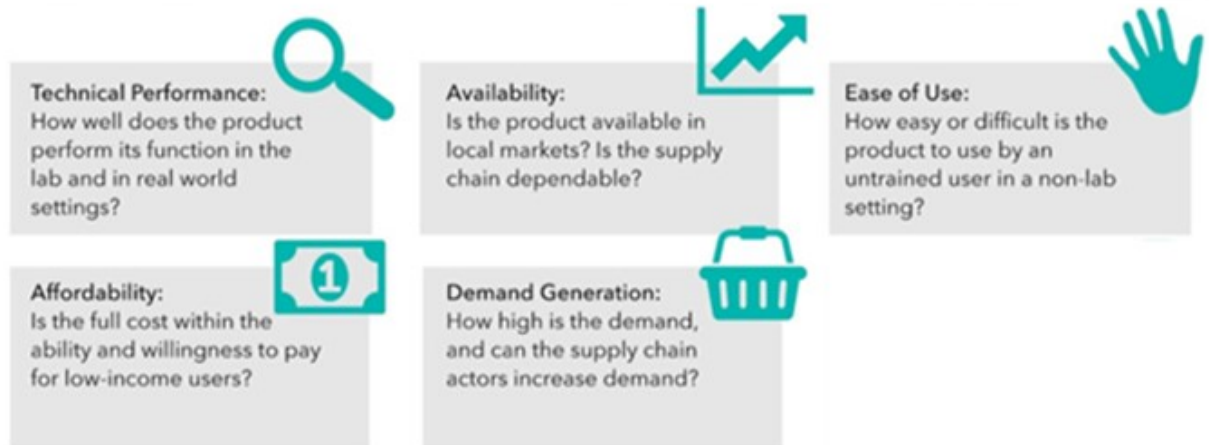 Technical Performance:
How well does the product
perform its function in the
lab and in real world
settings?
Availability:
Is the product available in
local markets? Is the supply
chain dependable?
Ease of Use:
How easy or difficult is the
product to use by an
untrained user in a non-lab
setting?
Affordability:
Is the full cost within the
ability and willingness to pay
for low-income users?
1
Demand Generation:
How high is the demand,
and can the supply chain
actors increase demand?